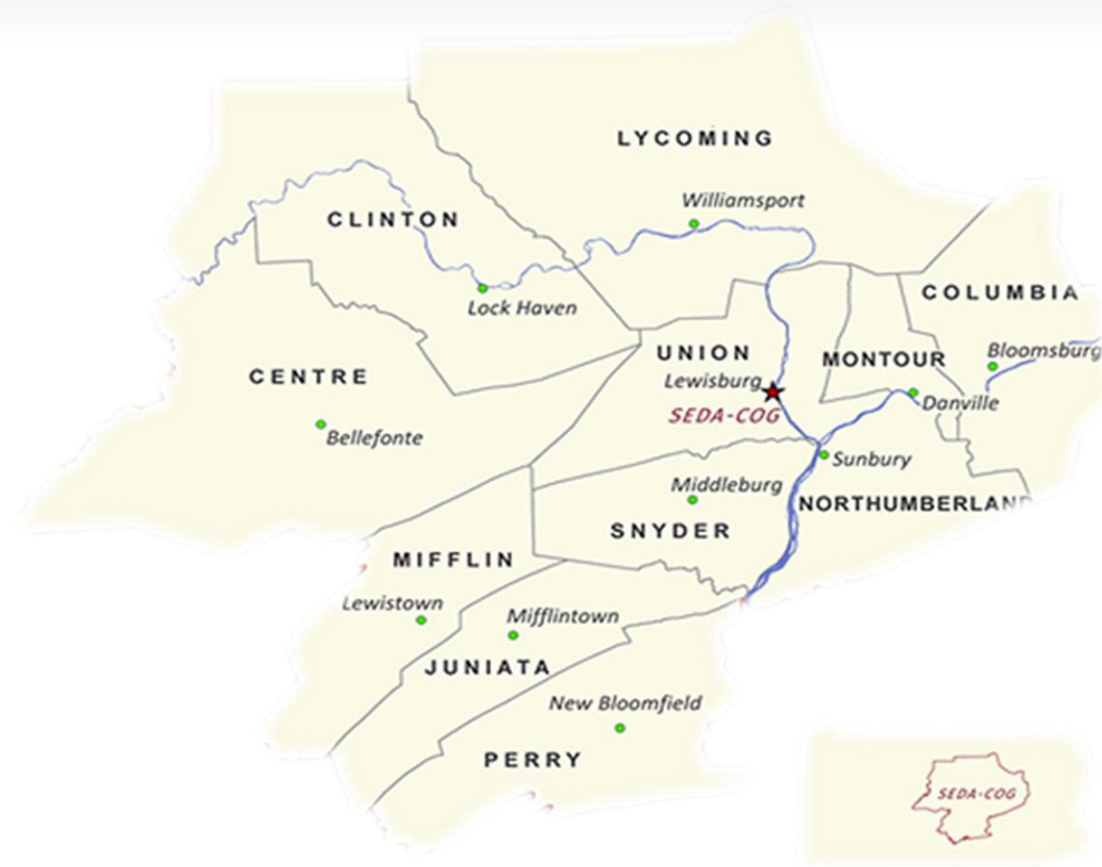 LYCOMING
Williamsport
CLINTON
Lock Haven
COLUMBIA
UNION
MONTOUR
Bloomsburg
CENTRE
Lewisburg
Danville
SEDA-COG
Bellefonte
Sunbury
Middleburg
NORTHUMBERLAND
SNYDER
MIFFLIN
Lewistown
Mifflintown
JUNIATA
New Bloomfield
PERRY
SEDA-COG